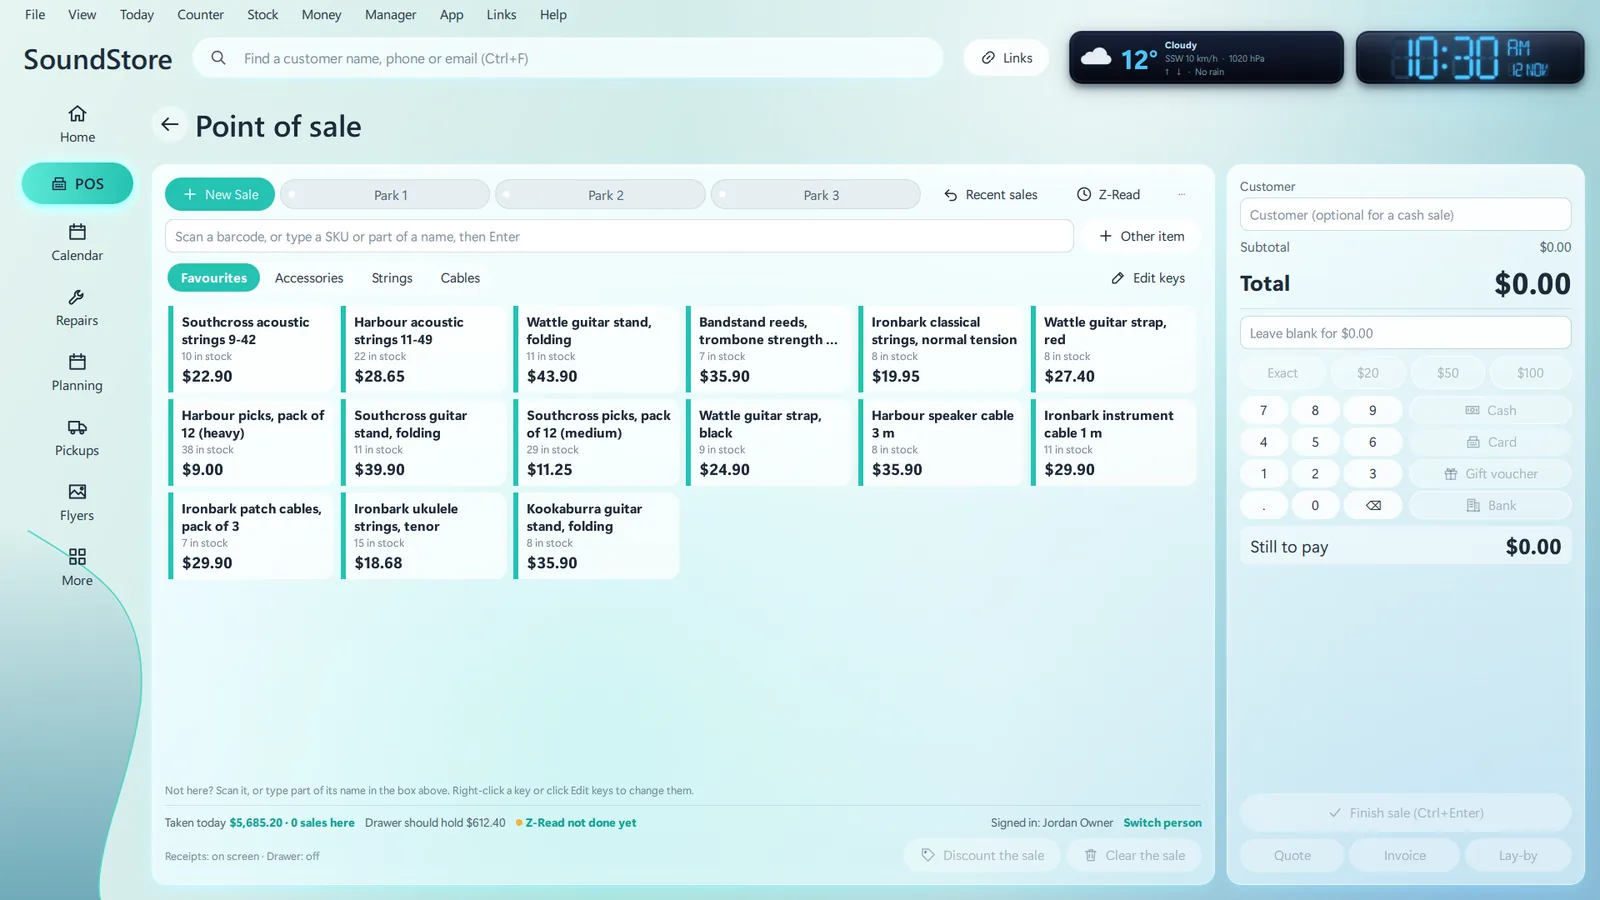 File View Today Counter Stock Money Manager App Links Help
SoundStore
Find a customer name, phone or email (Ctrl+F)
Links
12°
Cloudy
SSW 10 km/h · 1020 hPa
↑ ↓ · No rain
10:30 AM
12 NOV
Home
POS
Calendar
Repairs
Planning
Pickups
Flyers
More
Point of sale
New Sale
Park 1
Park 2
Park 3
Recent sales
Z-Read
...
Scan a barcode, or type a SKU or part of a name, then Enter
Other item
Favourites
Accessories
Strings
Cables
Edit keys
Southcross acoustic
strings 9-42
10 in stock
$22.90
Harbour acoustic
strings 11-49
22 in stock
$28.65
Wattle guitar stand,
folding
11 in stock
$43.90
Bandstand reeds,
trombone strength ...
7 in stock
$35.90
Ironbark classical
strings, normal tension
8 in stock
$19.95
Wattle guitar strap,
red
8 in stock
$27.40
Harbour picks, pack of
12 (heavy)
38 in stock
$9.00
Southcross guitar
stand, folding
11 in stock
$39.90
Southcross picks, pack
of 12 (medium)
29 in stock
$11.25
Wattle guitar strap,
black
9 in stock
$24.90
Harbour speaker cable
3 m
8 in stock
$35.90
Ironbark instrument
cable 1 m
11 in stock
$29.90
Ironbark patch cables,
pack of 3
7 in stock
$29.90
Ironbark ukulele
strings, tenor
15 in stock
$18.68
Kookaburra guitar
stand, folding
8 in stock
$35.90
Not here? Scan it, or type part of its name in the box above. Right-click a key or click Edit keys to change them.
Taken today $5,685.20 · 0 sales here Drawer should hold $612.40 Z-Read not done yet
Signed in: Jordan Owner Switch person
Receipts: on screen · Drawer: off
Discount the sale
Clear the sale
Customer
Customer (optional for a cash sale)
Subtotal $0.00
Total $0.00
Leave blank for $0.00
Exact $20 $50 $100
7 8 9 Cash
4 5 6 Card
1 2 3 Gift voucher
. 0 ⌫ Bank
Still to pay $0.00
Finish sale (Ctrl+Enter)
Quote Invoice Lay-by